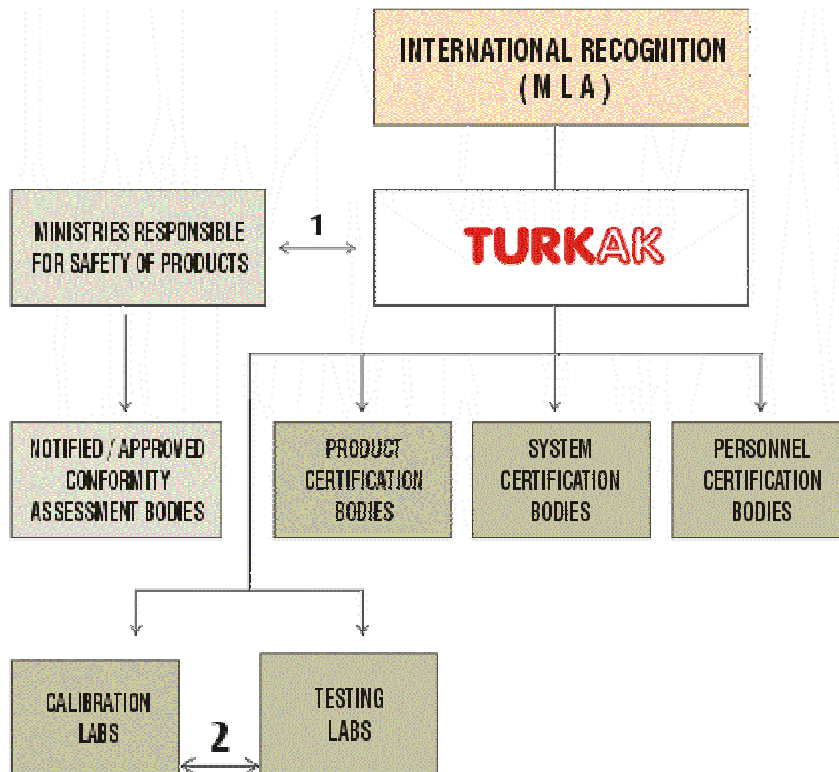 INTERNATIONAL RECOGNITION
( M L A )
MINISTRIES RESPONSIBLE
FOR SAFETY OF PRODUCTS
1
TURKAK
NOTIFIED / APPROVED
CONFORMITY
ASSESSMENT BODIES
PRODUCT
CERTIFICATION
BODIES
SYSTEM
CERTIFICATION
BODIES
PERSONNEL
CERTIFICATION
BODIES
CALIBRATION
LABS
2
TESTING
LABS